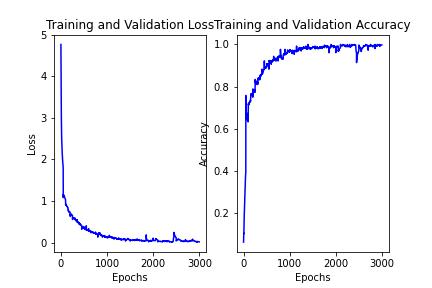 Training and Validation Loss
5
4
3
2
1
0
Loss
0 1000 2000 3000
Epochs
Training and Validation Accuracy
1.0
0.8
0.6
0.4
0.2
Accuracy
0 1000 2000 3000
Epochs